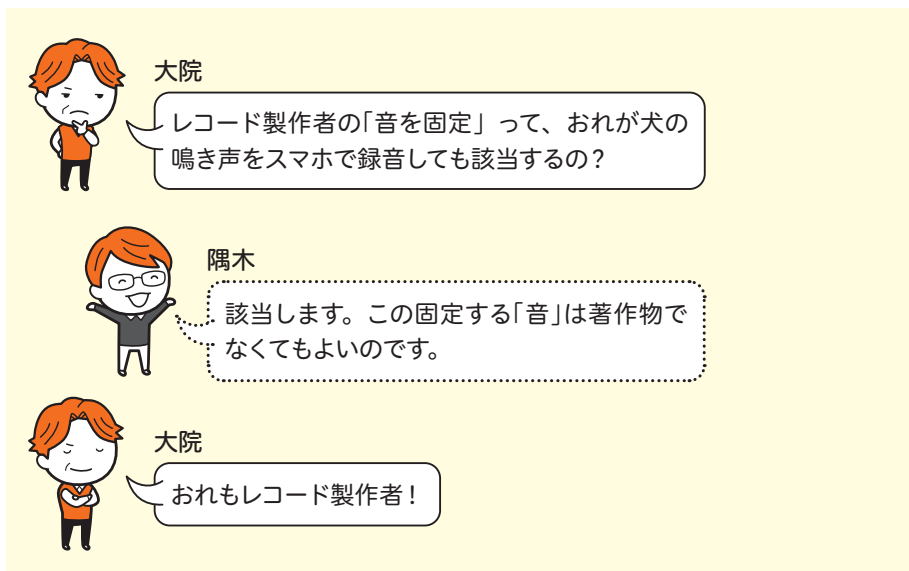 大院
レコード製作者の「音を固定」って、おれが犬の
鳴き声をスマホで録音しても該当するの？
隅木
該当します。この固定する「音」は著作物で
なくてもよいのです。
大院
おれもレコード製作者！